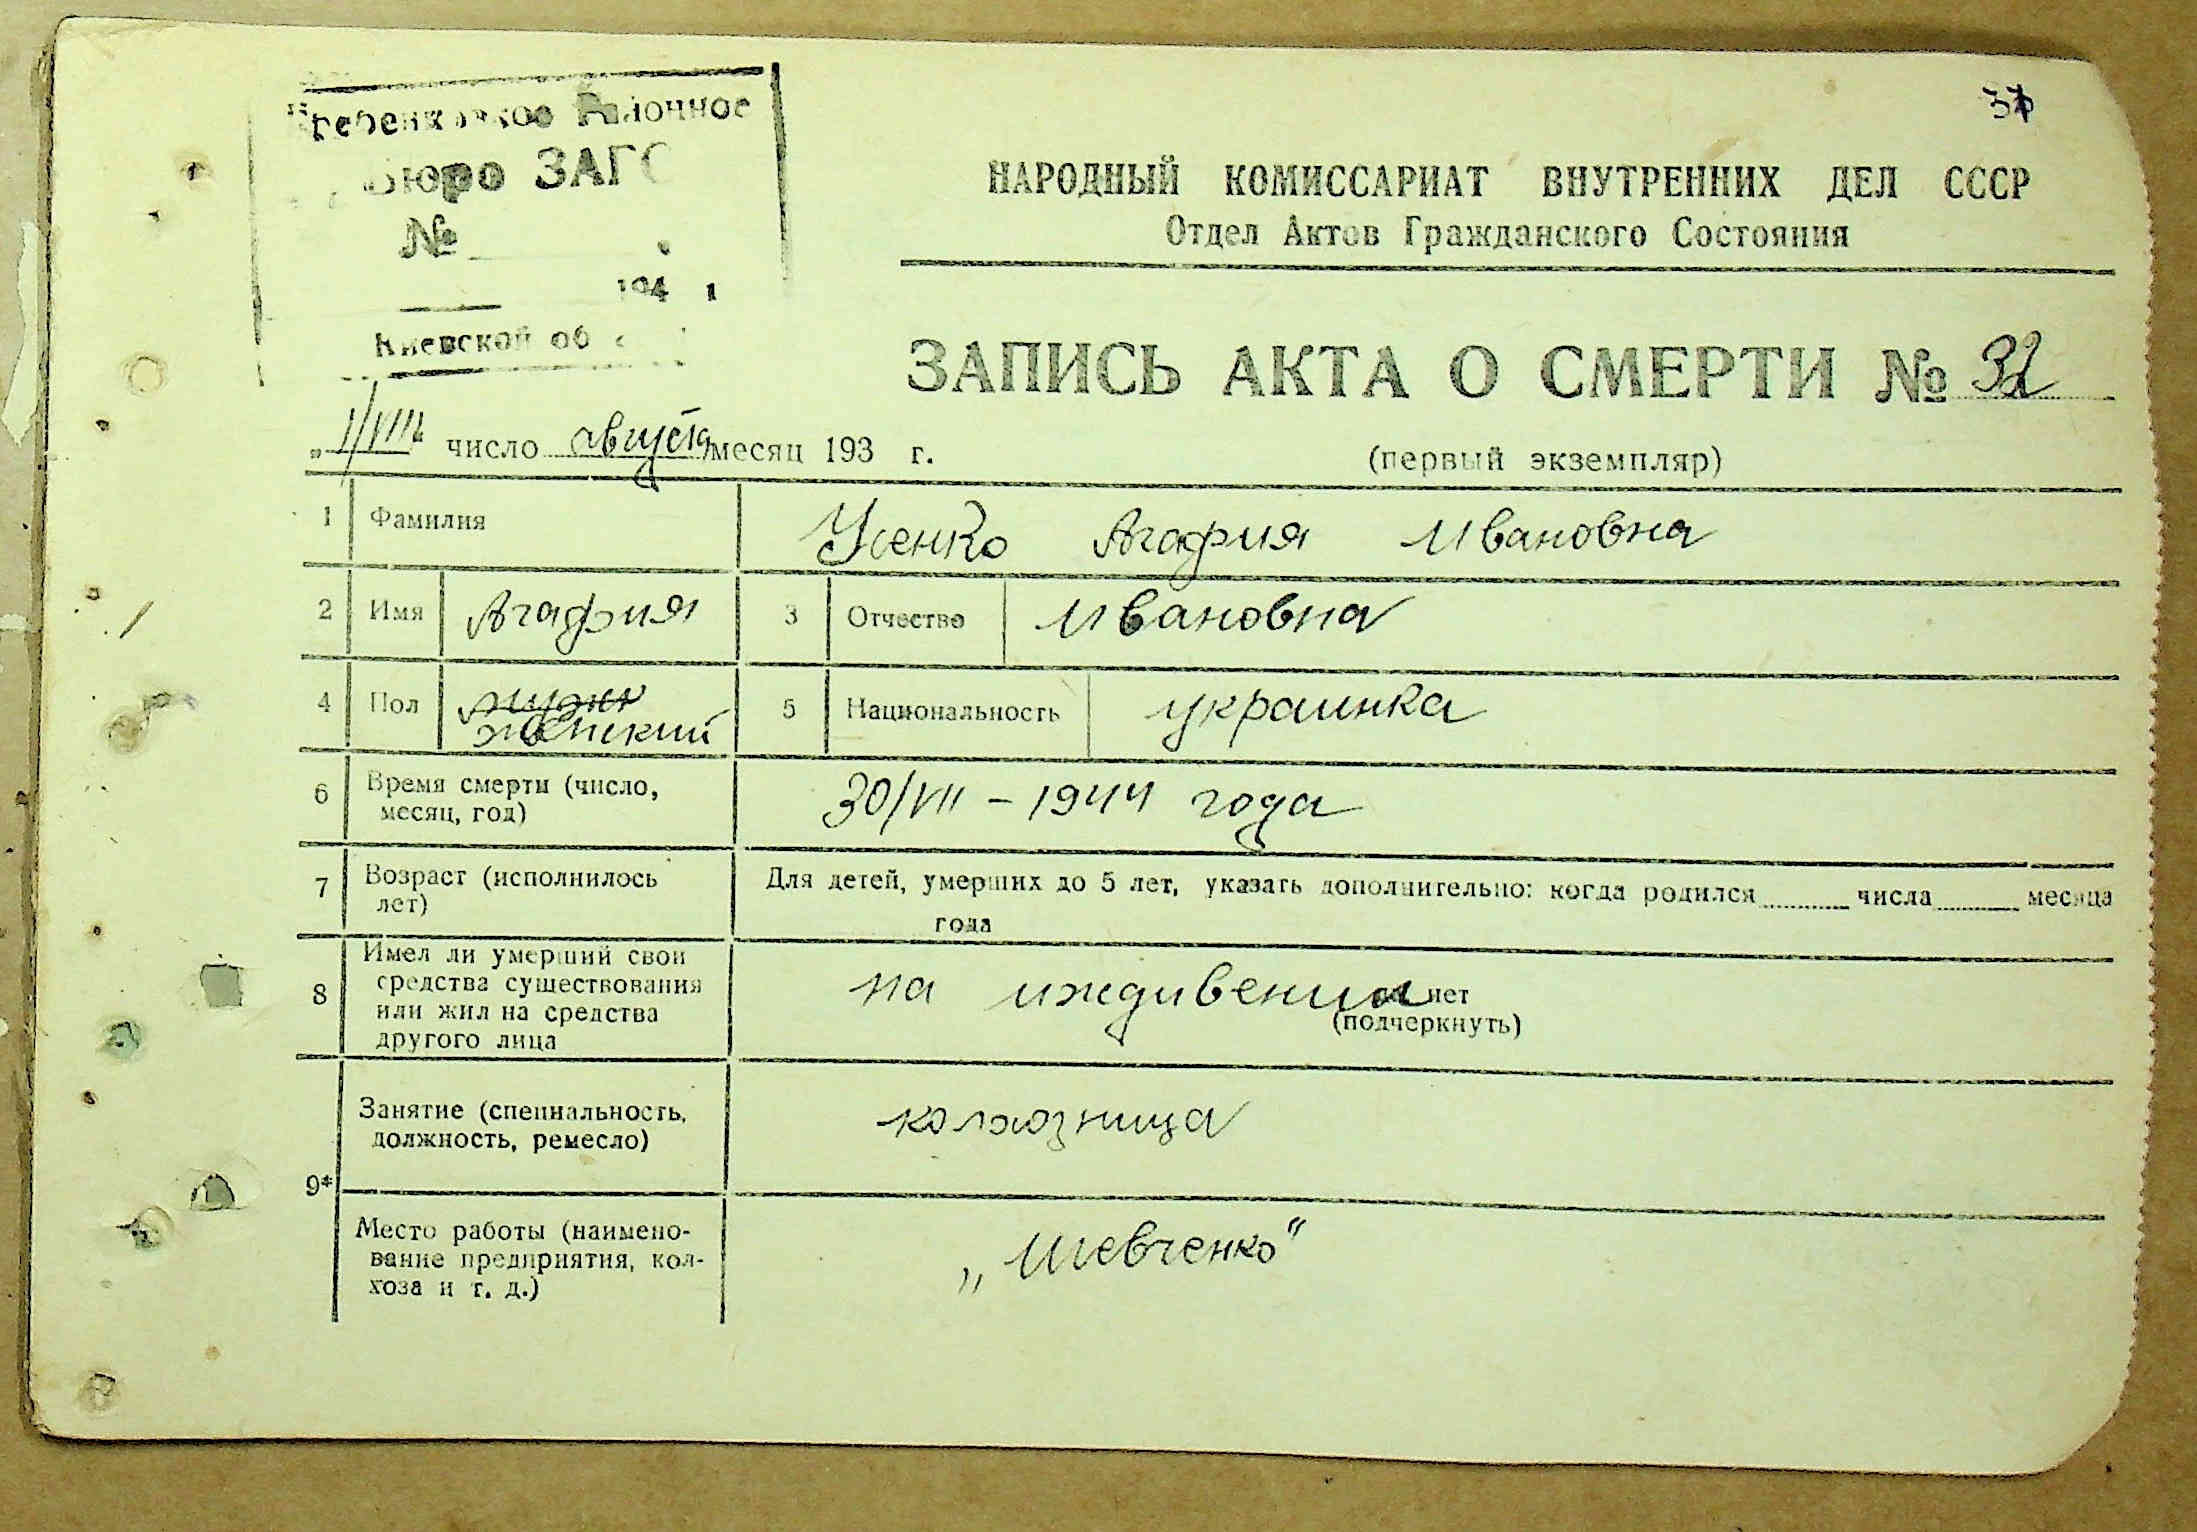 Гребенковское Районное
Бюро ЗАГС
№
194 г
Киевской об
НАРОДНЫЙ КОМИССАРИАТ ВНУТРЕННИХ ДЕЛ СССР
Отдел Актов Гражданского Состояния
ЗАПИСЬ АКТА О СМЕРТИ № 32
„1/VIII число августа месяц 193 г.
(первый экземпляр)
1 Фамилия Усенко Агафия Ивановна
2 Имя Агафия 3 Отчество Ивановна
4 Пол женский 5 Национальность украинка
6 Время смерти (число, месяц, год) 30/VII - 1944 года
7 Возраст (исполнилось лет) Для детей, умерших до 5 лет, указать дополнительно: когда родился числа месяца
года
8 Имел ли умерший свои
средства существования
или жил на средства
другого лица
на иждивении нет
(подчеркнуть)
9* Занятие (специальность,
должность, ремесло)
колхозница
Место работы (наимено-
вание предприятия, кол-
хоза и т. д.)
„Шевченко“